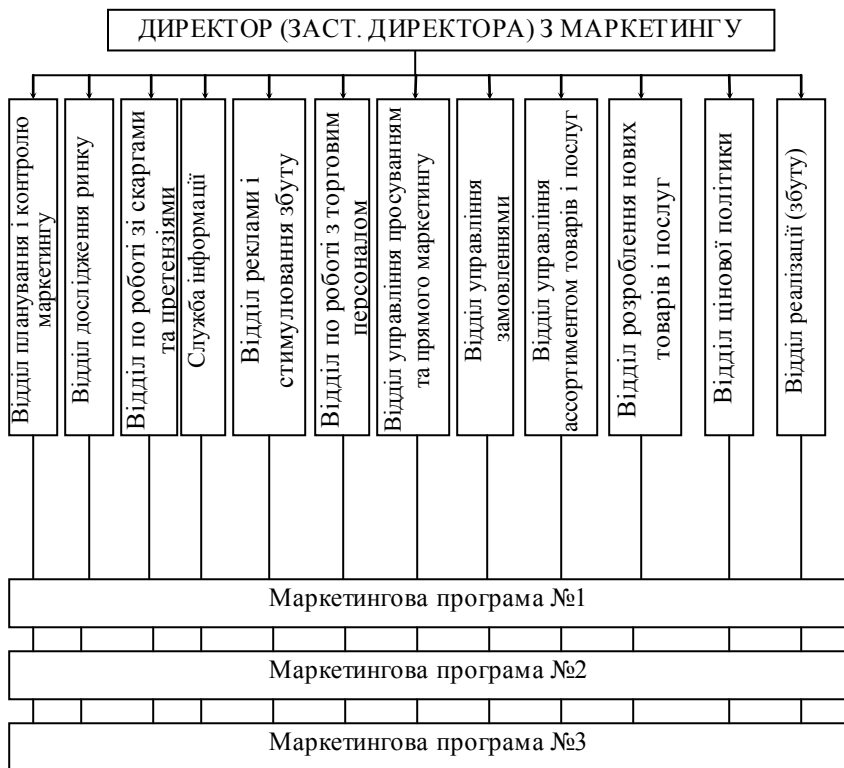 ДИРЕКТОР (ЗАСТ. ДИРЕКТОРА) З МАРКЕТИНГУ
Відділ планування і контролю
маркетингу
Відділ дослідження ринку
Відділ по роботі зі скаргами
та претензіями
Служба інформації
Відділ реклами і
стимулювання збуту
Відділ по роботі з торговим
персоналом
Відділ управління просуванням
та прямого маркетингу
Відділ управління
замовленнями
Відділ управління
ассортиментом товарів і послуг
Відділ розроблення нових
товарів і послуг
Відділ цінової політики
Відділ реалізації (збуту)
Маркетингова програма №1
Маркетингова програма №2
Маркетингова програма №3